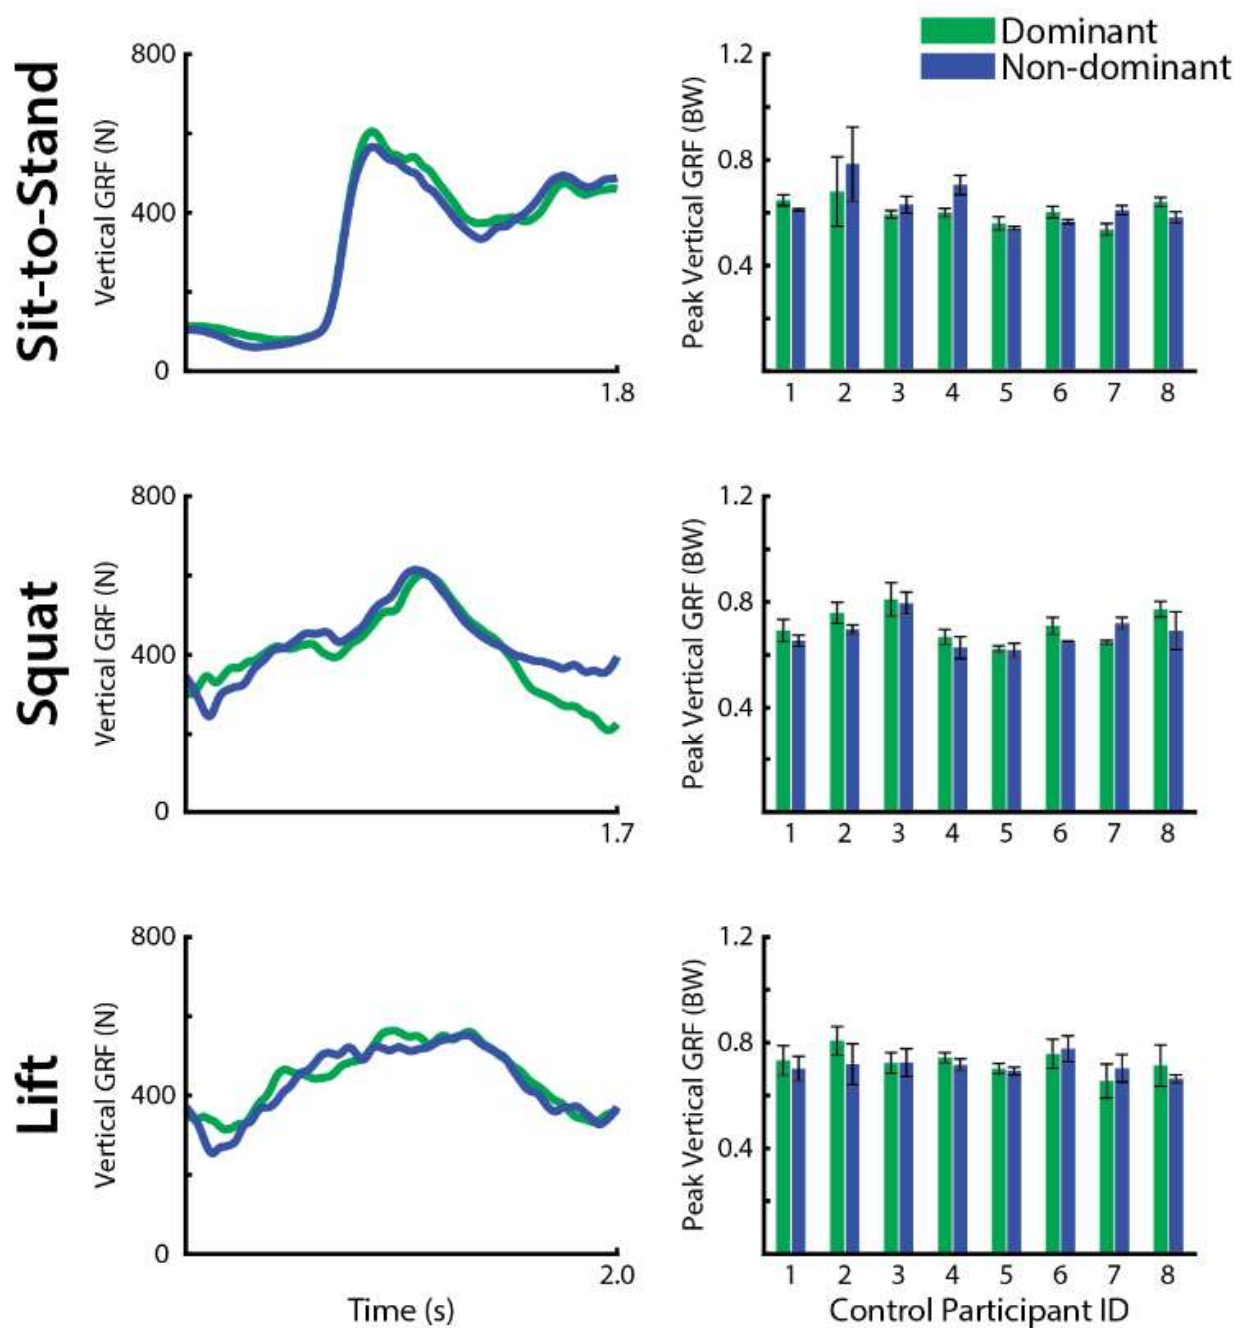 Dominant
Non-dominant
Sit-to-Stand
Vertical GRF (N)
800
400
0
1.8
Peak Vertical GRF (BW)
1.2
0.8
0.4
1 2 3 4 5 6 7 8
Squat
Vertical GRF (N)
800
400
0
1.7
Peak Vertical GRF (BW)
1.2
0.8
0.4
1 2 3 4 5 6 7 8
Lift
Vertical GRF (N)
800
400
0
2.0
Time (s)
Peak Vertical GRF (BW)
1.2
0.8
0.4
1 2 3 4 5 6 7 8
Control Participant ID